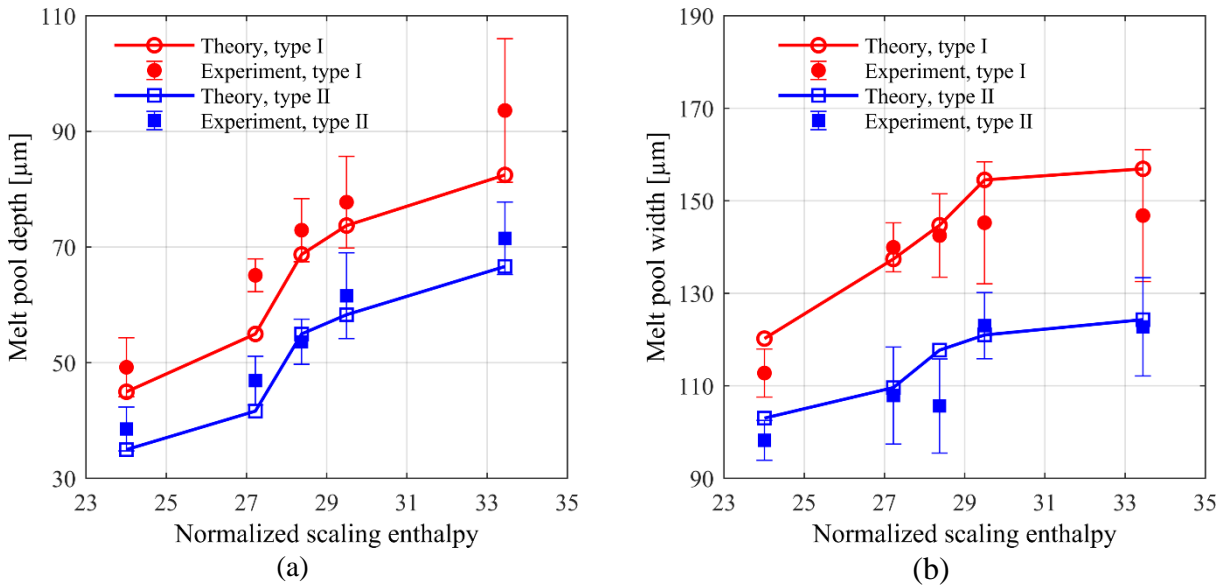 110
90
70
50
30
Melt pool depth [μm]
Theory, type I
Experiment, type I
Theory, type II
Experiment, type II
23 25 27 29 31 33 35
Normalized scaling enthalpy
(a)
190
170
150
130
110
90
Melt pool width [μm]
Theory, type I
Experiment, type I
Theory, type II
Experiment, type II
23 25 27 29 31 33 35
Normalized scaling enthalpy
(b)